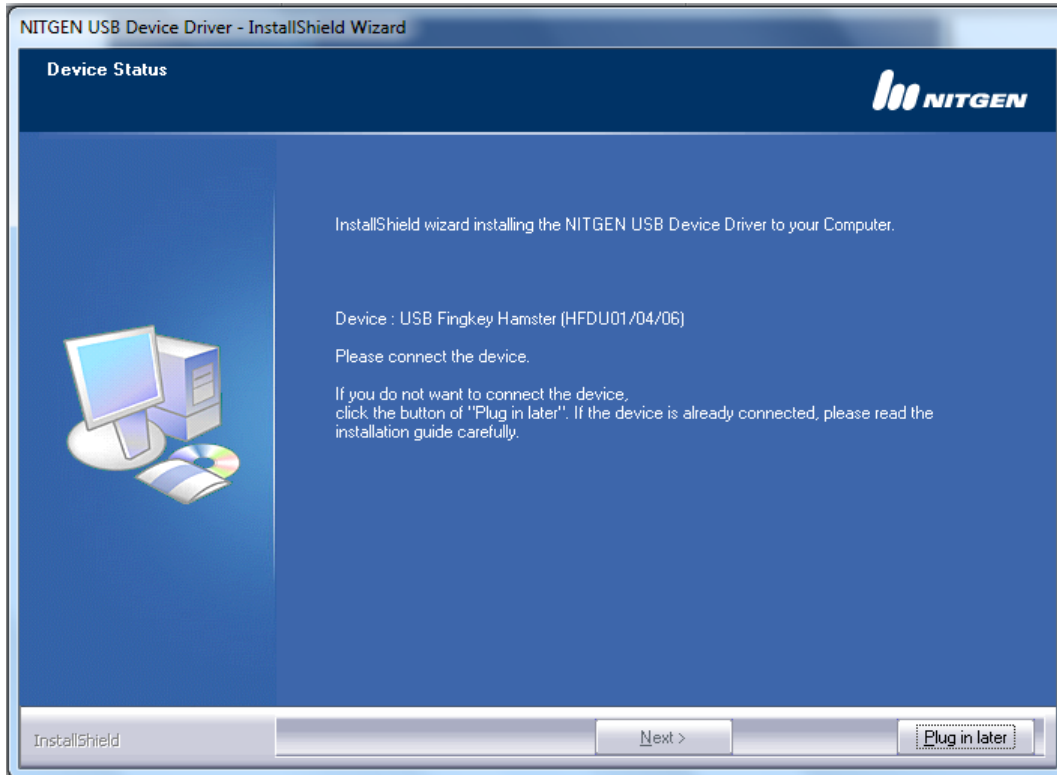 NITGEN USB Device Driver - InstallShield Wizard
Device Status
NITGEN
InstallShield wizard installing the NITGEN USB Device Driver to your Computer.
Device : USB Fingkey Hamster (HFDU01/04/06)
Please connect the device.
If you do not want to connect the device,
click the button of "Plug in later". If the device is already connected, please read the
installation guide carefully.
InstallShield
Next >
Plug in later